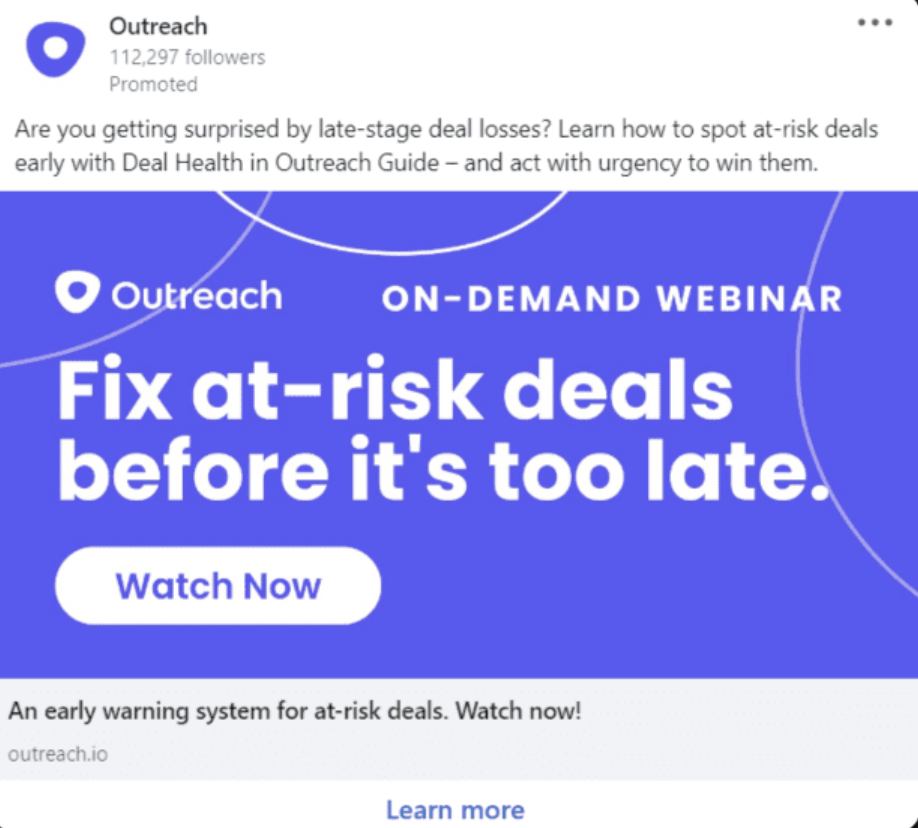 Outreach
112,297 followers
Promoted
Are you getting surprised by late-stage deal losses? Learn how to spot at-risk deals
early with Deal Health in Outreach Guide – and act with urgency to win them.
Outreach
ON-DEMAND WEBINAR
Fix at-risk deals
before it's too late.
Watch Now
An early warning system for at-risk deals. Watch now!
outreach.io
Learn more